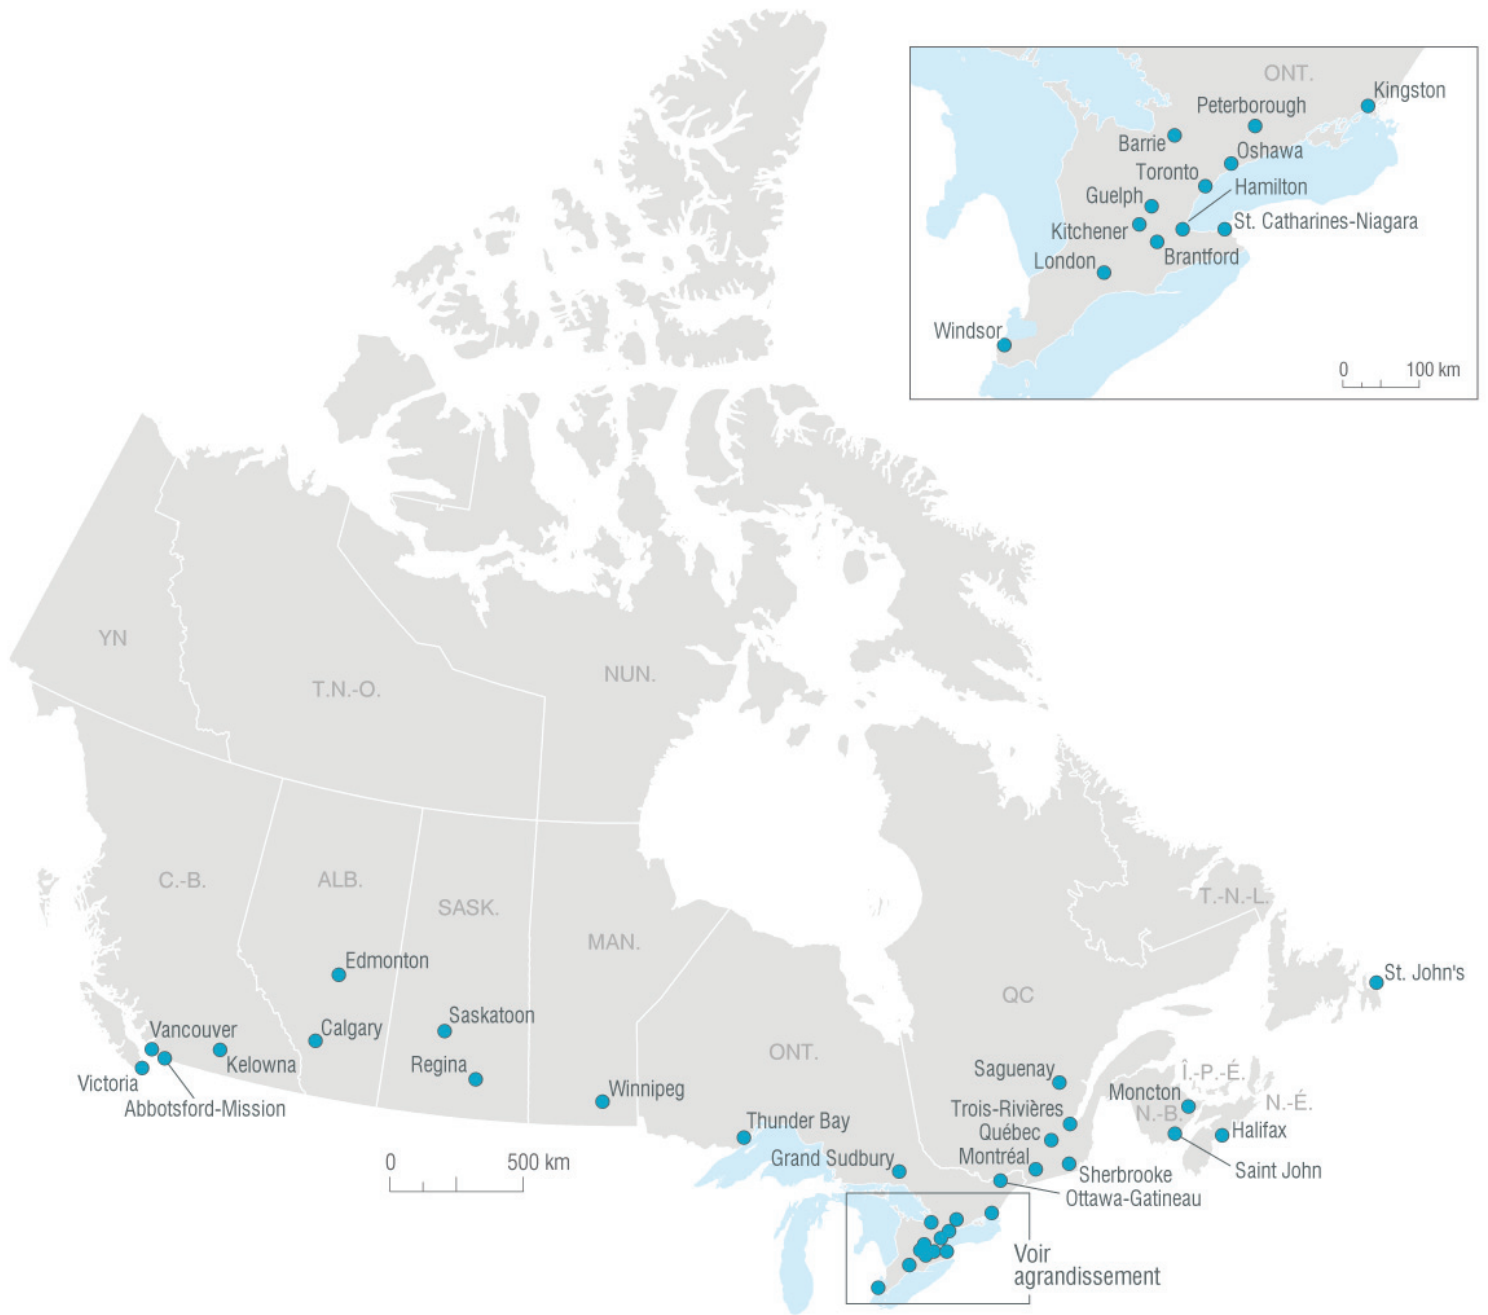 ONT.
Kingston
Peterborough
Barrie
Oshawa
Toronto
Hamilton
Guelph
St. Catharines-Niagara
Kitchener
Brantford
London
Windsor
0 100 km
YN
T.N.-O.
NUN.
C.-B.
ALB.
SASK.
MAN.
T.-N.-L.
Edmonton
St. John's
QC
Saskatoon
Vancouver
Calgary
ONT.
Kelowna
Regina
Saguenay
Î.-P.-É.
Victoria
Winnipeg
Moncton
N.-É.
Abbotsford-Mission
Trois-Rivières
N.-B.
Thunder Bay
Québec
Halifax
0 500 km
Grand Sudbury
Montréal
Saint John
Sherbrooke
Ottawa-Gatineau
Voir
agrandissement